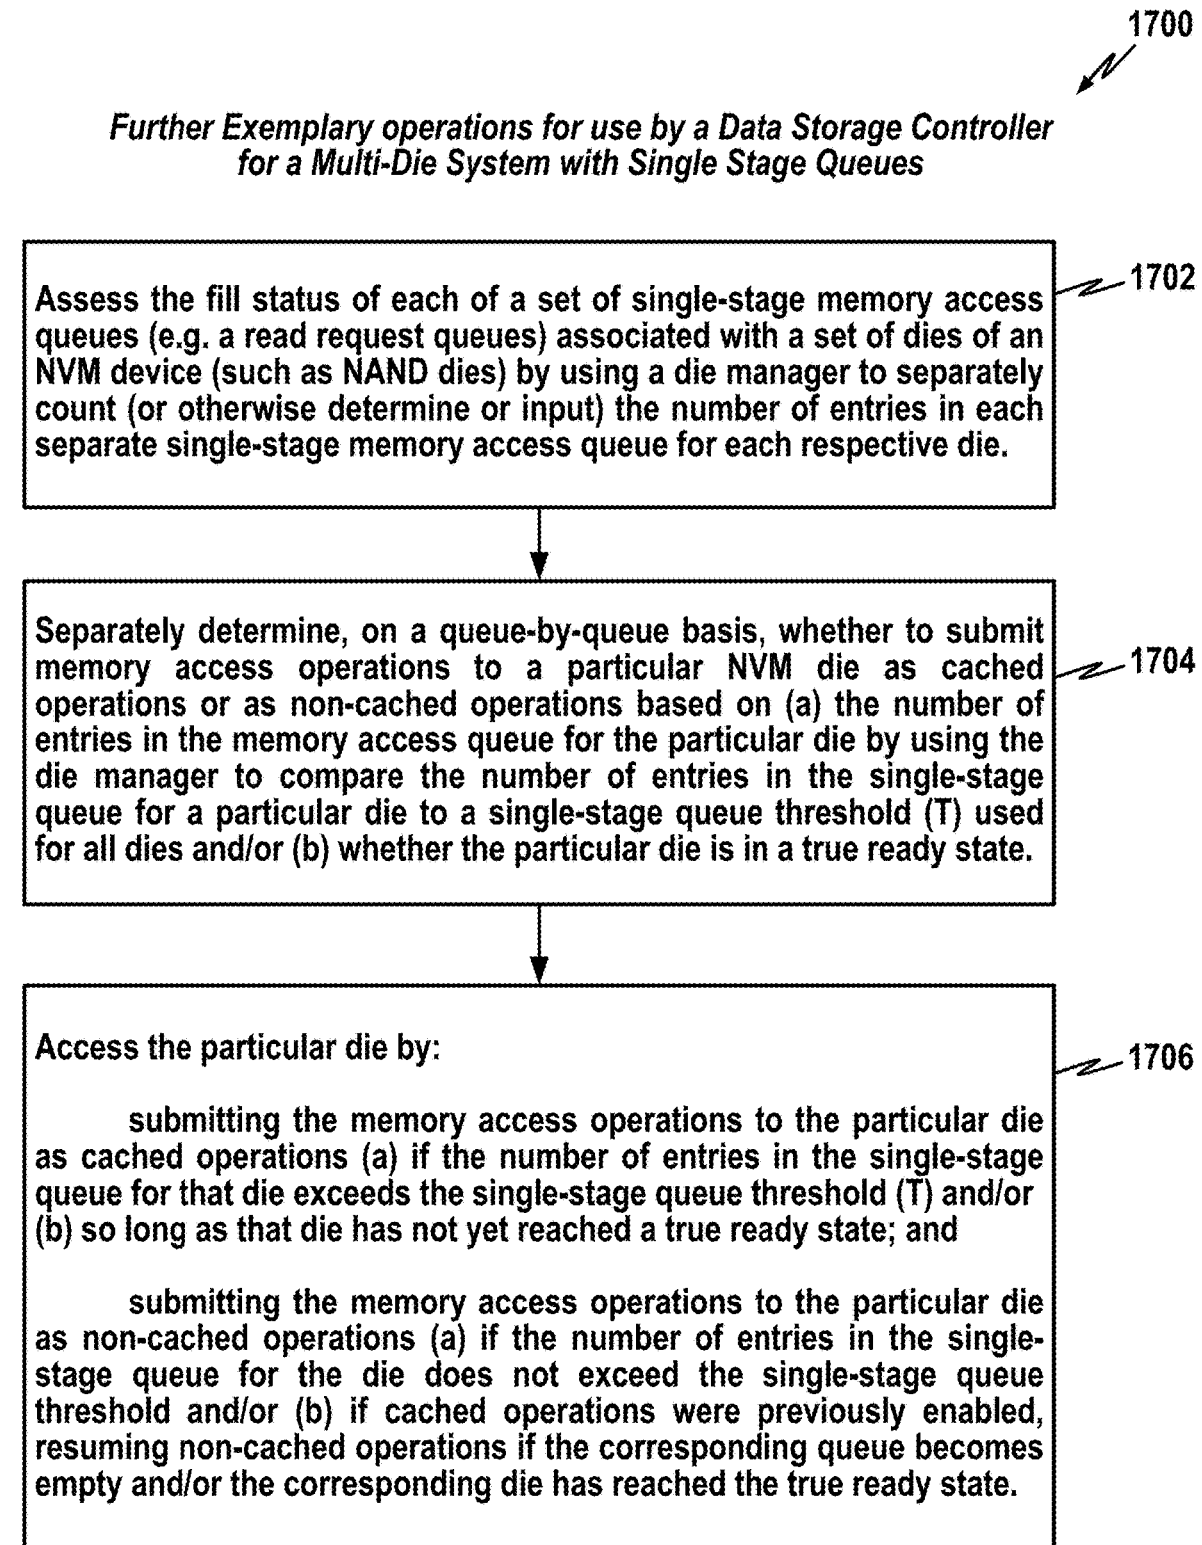 1700
Further Exemplary operations for use by a Data Storage Controller
for a Multi-Die System with Single Stage Queues
1702
Assess the fill status of each of a set of single-stage memory access
queues (e.g. a read request queues) associated with a set of dies of an
NVM device (such as NAND dies) by using a die manager to separately
count (or otherwise determine or input) the number of entries in each
separate single-stage memory access queue for each respective die.
1704
Separately determine, on a queue-by-queue basis, whether to submit
memory access operations to a particular NVM die as cached
operations or as non-cached operations based on (a) the number of
entries in the memory access queue for the particular die by using the
die manager to compare the number of entries in the single-stage
queue for a particular die to a single-stage queue threshold (T) used
for all dies and/or (b) whether the particular die is in a true ready state.
1706
Access the particular die by:
submitting the memory access operations to the particular die
as cached operations (a) if the number of entries in the single-stage
queue for that die exceeds the single-stage queue threshold (T) and/or
(b) so long as that die has not yet reached a true ready state; and
submitting the memory access operations to the particular die
as non-cached operations (a) if the number of entries in the single-
stage queue for the die does not exceed the single-stage queue
threshold and/or (b) if cached operations were previously enabled,
resuming non-cached operations if the corresponding queue becomes
empty and/or the corresponding die has reached the true ready state.